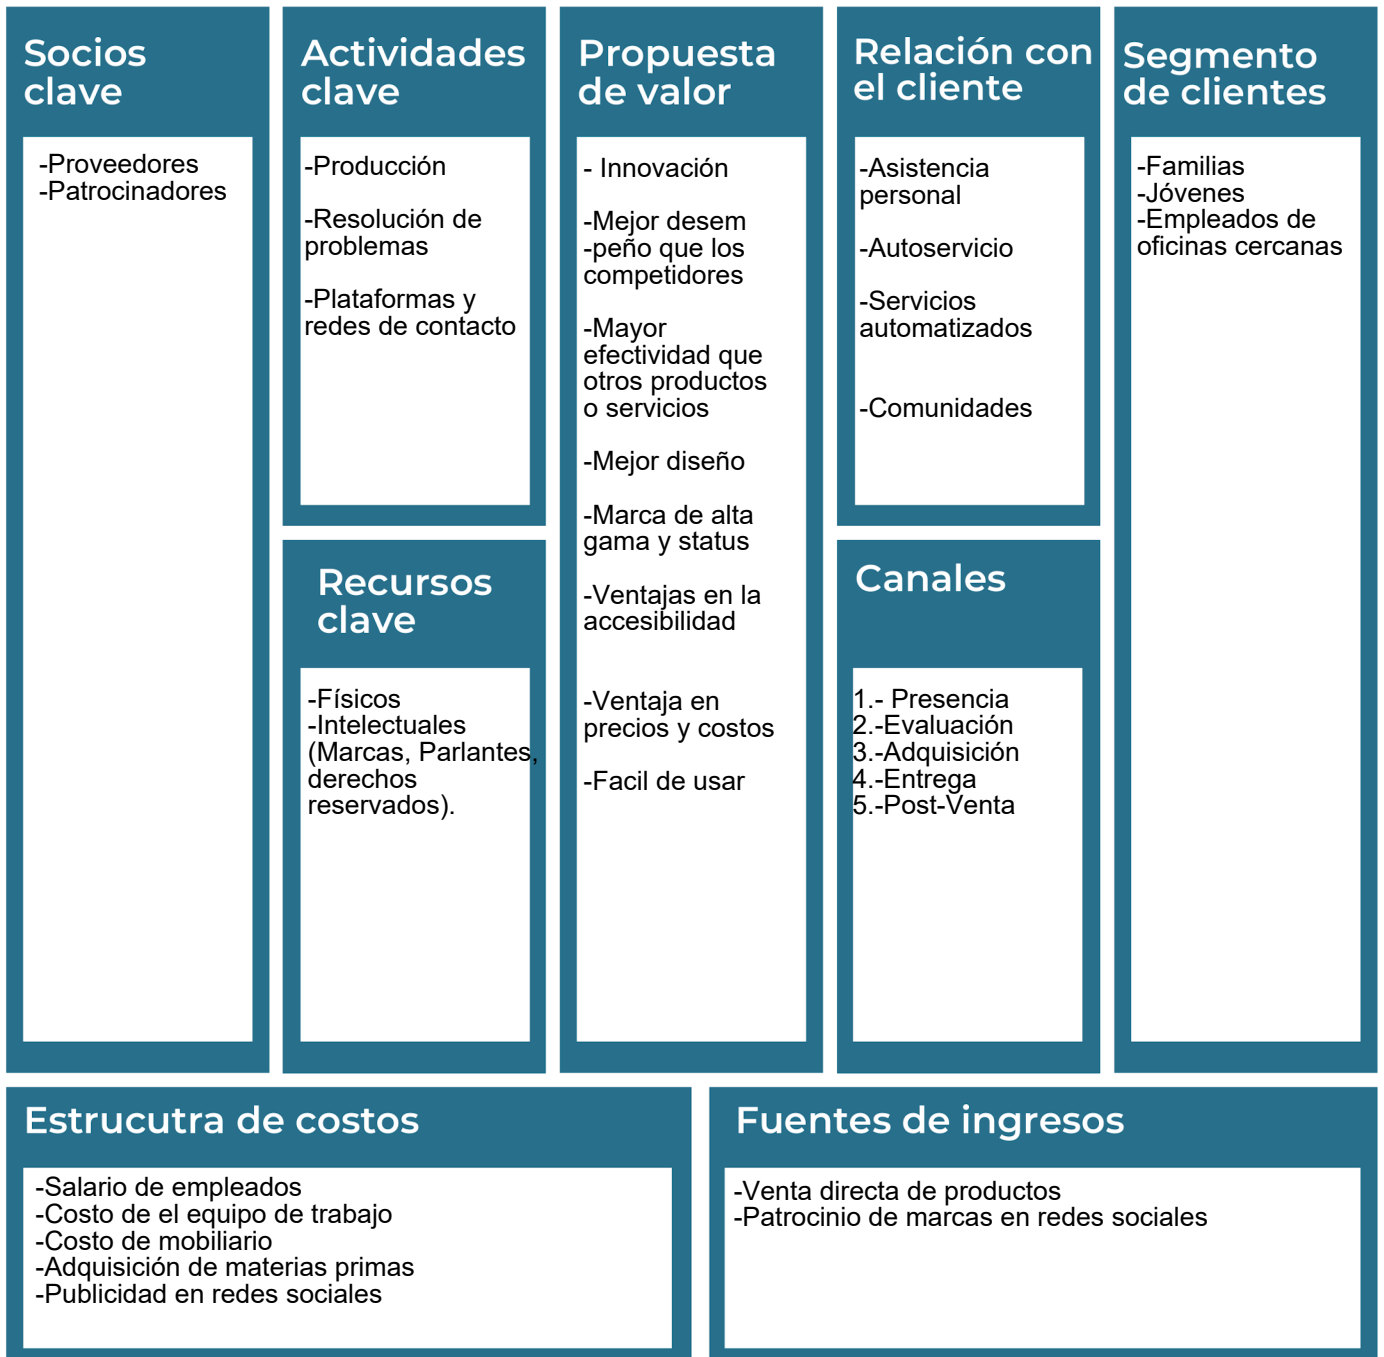 Socios
clave
-Proveedores
-Patrocinadores
Actividades
clave
-Producción
-Resolución de
problemas
-Plataformas y
redes de contacto
Recursos
clave
-Físicos
-Intelectuales
(Marcas, Parlantes,
derechos
reservados).
Propuesta
de valor
- Innovación
-Mejor desem
-peño que los
competidores
-Mayor
efectividad que
otros productos
o servicios
-Mejor diseño
-Marca de alta
gama y status
-Ventajas en la
accesibilidad
-Ventaja en
precios y costos
-Facil de usar
Relación con
el cliente
-Asistencia
personal
-Autoservicio
-Servicios
automatizados
-Comunidades
Canales
1.- Presencia
2.-Evaluación
3.-Adquisición
4.-Entrega
5.-Post-Venta
Segmento
de clientes
-Familias
-Jóvenes
-Empleados de
oficinas cercanas
Estrucutra de costos
-Salario de empleados
-Costo de el equipo de trabajo
-Costo de mobiliario
-Adquisición de materias primas
-Publicidad en redes sociales
Fuentes de ingresos
-Venta directa de productos
-Patrocinio de marcas en redes sociales